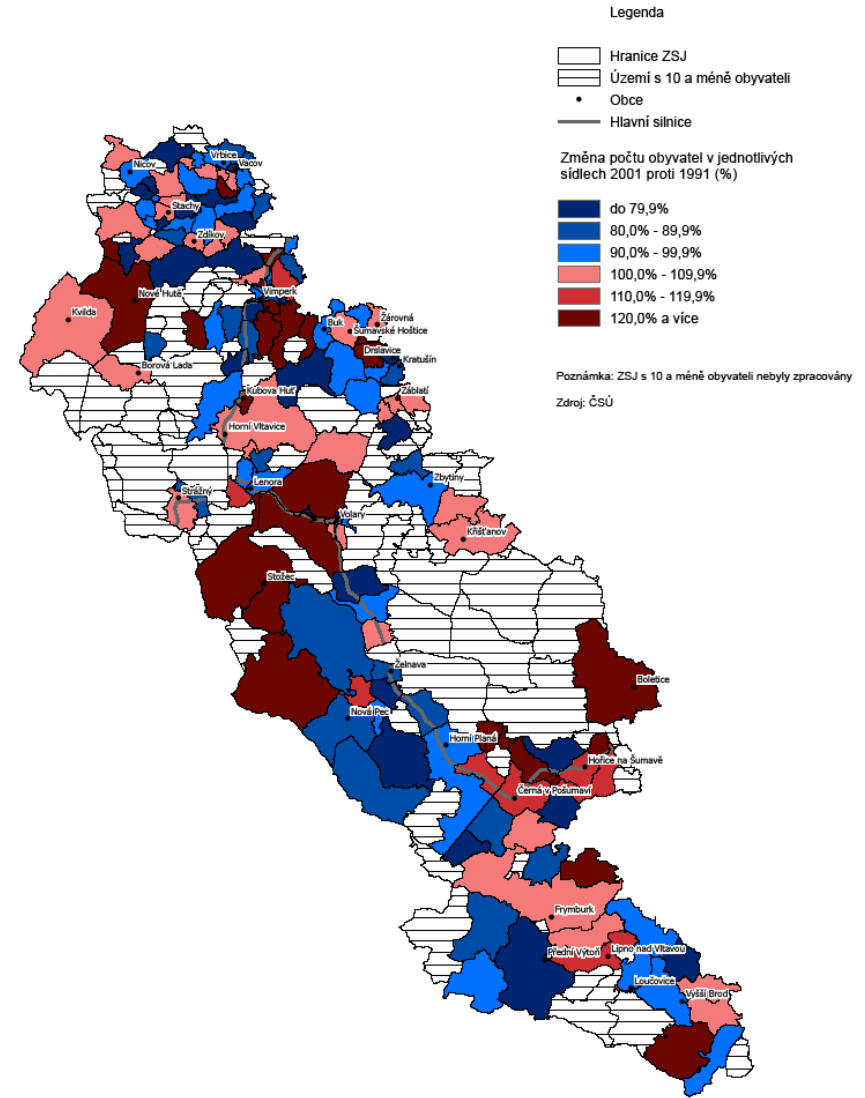 Legenda
Hranice ZSJ
Území s 10 a méně obyvateli
Obce
Hlavní silnice
Změna počtu obyvatel v jednotlivých
sídlech 2001 proti 1991 (%)
do 79,9%
80,0% - 89,9%
90,0% - 99,9%
100,0% - 109,9%
110,0% - 119,9%
120,0% a více
Poznámka: ZSJ s 10 a méně obyvateli nebyly zpracovány
Zdroj: ČSÚ
Vrbice
Nicov
Vacov
Stachy
Zdíkov
Vimperk
Nové Hutě
Kvilda
Žárovná
Buk
Šumavské Hoštice
Drslavice
Kratušín
Borová Lada
Kubova Huť
Záblatí
Horní Vltavice
Zbytiny
Lenora
Strážný
Volary
Křišťanov
Stožec
Želnava
Boletice
Nová Pec
Horní Planá
Hořice na Šumavě
Černá v Pošumaví
Frymburk
Přední Výtoň
Lipno nad Vltavou
Loučovice
Vyšší Brod